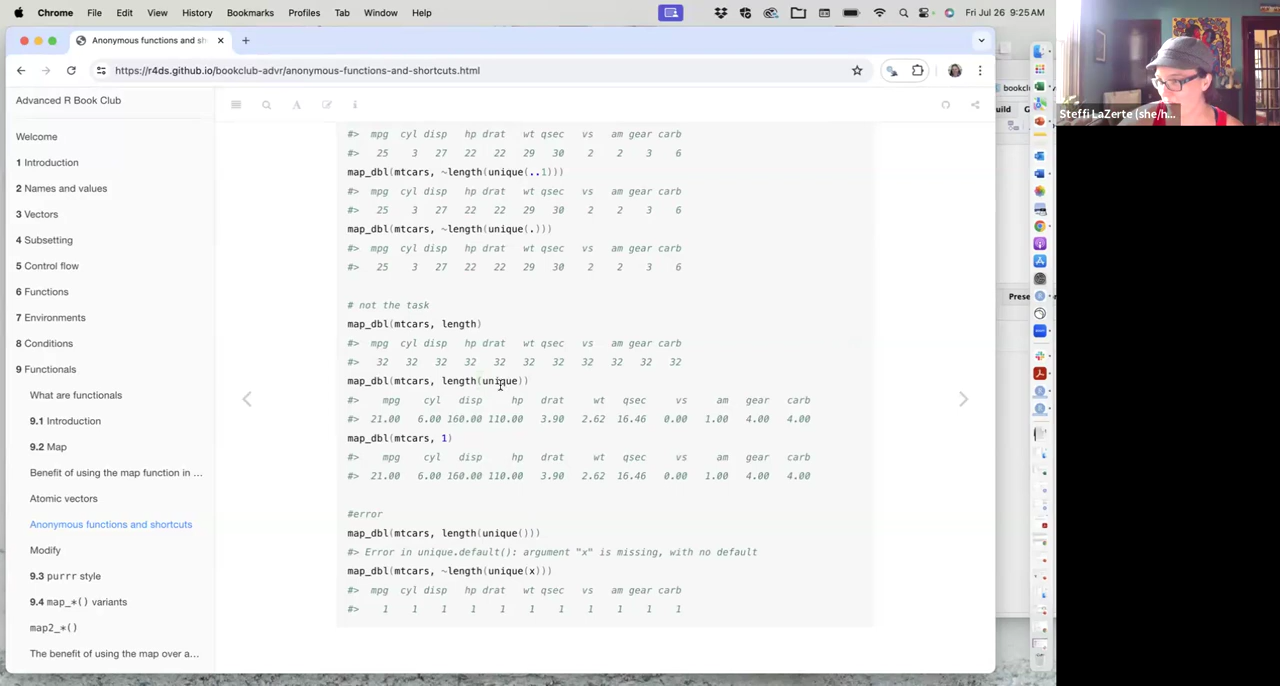 Chrome File Edit View History Bookmarks Profiles Tab Window Help Fri Jul 26 9:25 AM
Anonymous functions and sh
https://r4ds.github.io/bookclub-advr/anonymous-functions-and-shortcuts.html
Advanced R Book Club
Welcome
1 Introduction
2 Names and values
3 Vectors
4 Subsetting
5 Control flow
6 Functions
7 Environments
8 Conditions
9 Functionals
What are functionals
9.1 Introduction
9.2 Map
Benefit of using the map function in ...
Atomic vectors
Anonymous functions and shortcuts
Modify
9.3 purrr style
9.4 map_*() variants
map2_*()
The benefit of using the map over a...
#> mpg cyl disp hp drat wt qsec vs am gear carb
#> 25 3 27 22 22 29 30 2 2 3 6
map_dbl(mtcars, ~length(unique(..1)))
#> mpg cyl disp hp drat wt qsec vs am gear carb
#> 25 3 27 22 22 29 30 2 2 3 6
map_dbl(mtcars, ~length(unique(.)))
#> mpg cyl disp hp drat wt qsec vs am gear carb
#> 25 3 27 22 22 29 30 2 2 3 6
# not the task
map_dbl(mtcars, length)
#> mpg cyl disp hp drat wt qsec vs am gear carb
#> 32 32 32 32 32 32 32 32 32 32 32
map_dbl(mtcars, length(unique))
#> mpg cyl disp hp drat wt qsec vs am gear carb
#> 21.00 6.00 160.00 110.00 3.90 2.62 16.46 0.00 1.00 4.00 4.00
map_dbl(mtcars, 1)
#> mpg cyl disp hp drat wt qsec vs am gear carb
#> 21.00 6.00 160.00 110.00 3.90 2.62 16.46 0.00 1.00 4.00 4.00
#error
map_dbl(mtcars, length(unique()))
#> Error in unique.default(): argument "x" is missing, with no default
map_dbl(mtcars, ~length(unique(x)))
#> mpg cyl disp hp drat wt qsec vs am gear carb
#> 1 1 1 1 1 1 1 1 1 1 1
bookcl
uild
Prese
Steffi LaZerte (she/h...